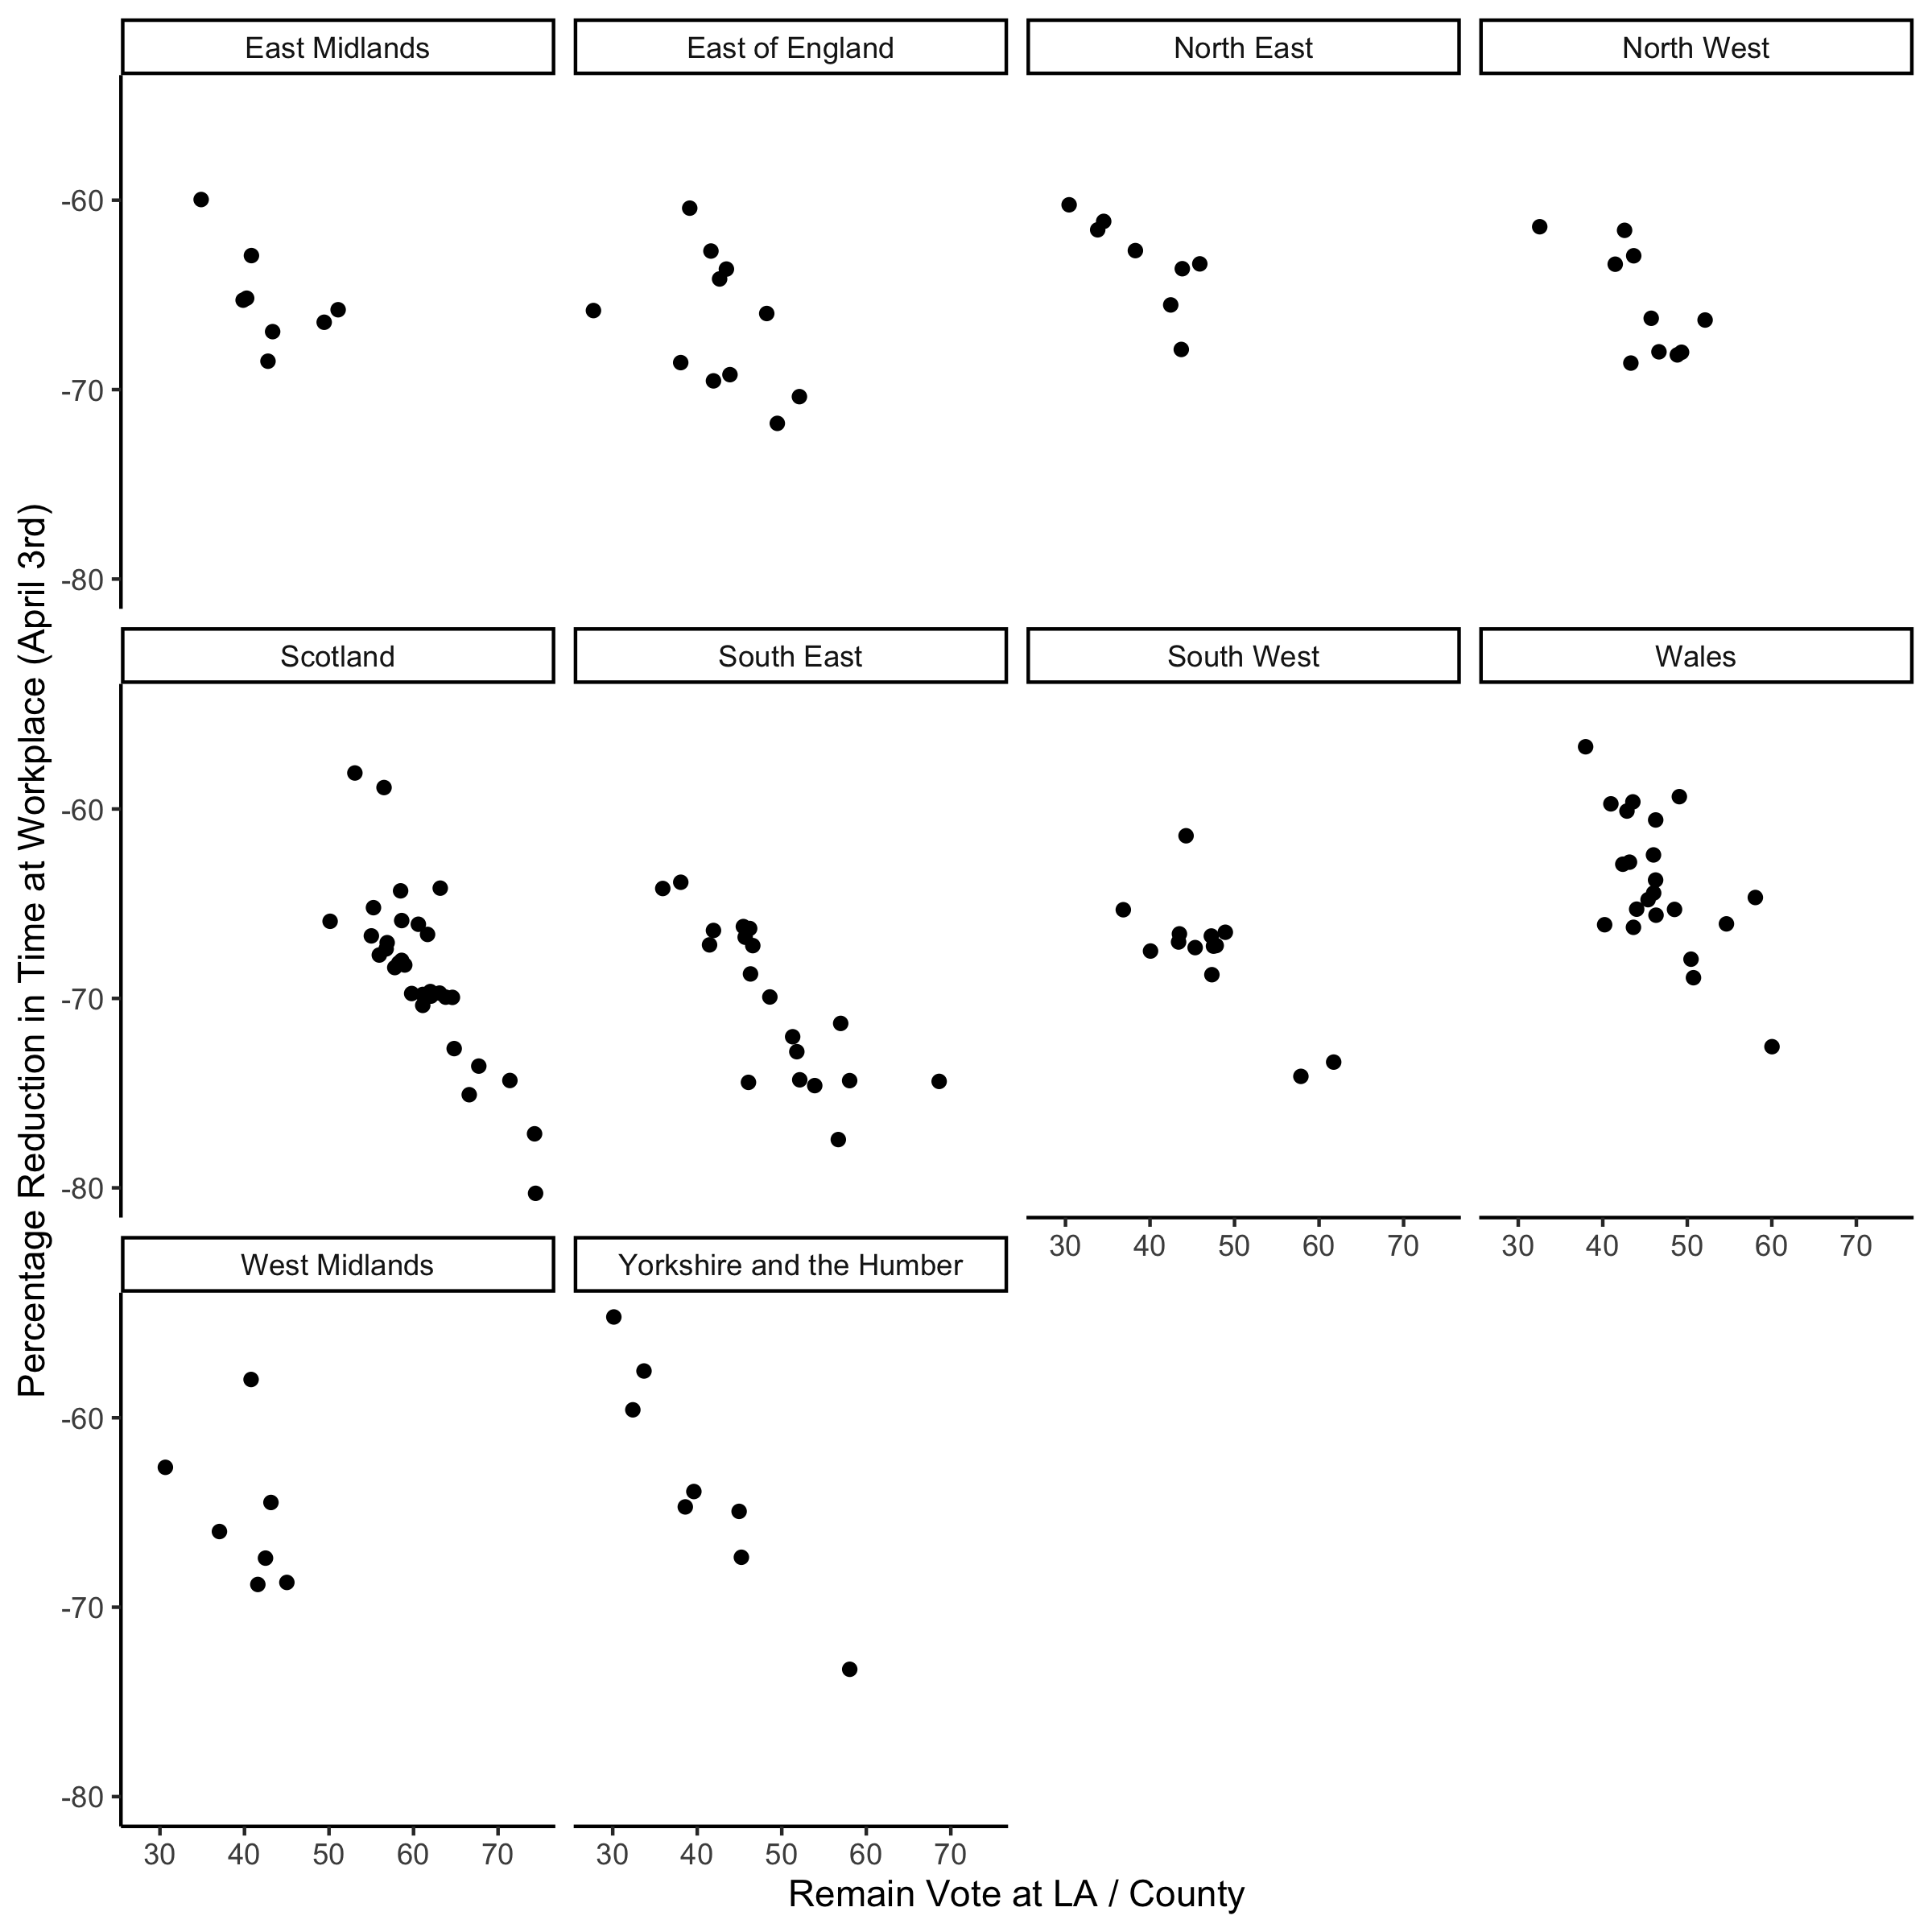 East Midlands
East of England
North East
North West
-60
-70
-80
Scotland
South East
South West
Wales
-60
-70
-80
30 40 50 60 70
30 40 50 60 70
West Midlands
Yorkshire and the Humber
-60
-70
-80
30 40 50 60 70
30 40 50 60 70
Remain Vote at LA / County
Percentage Reduction in Time at Workplace (April 3rd)